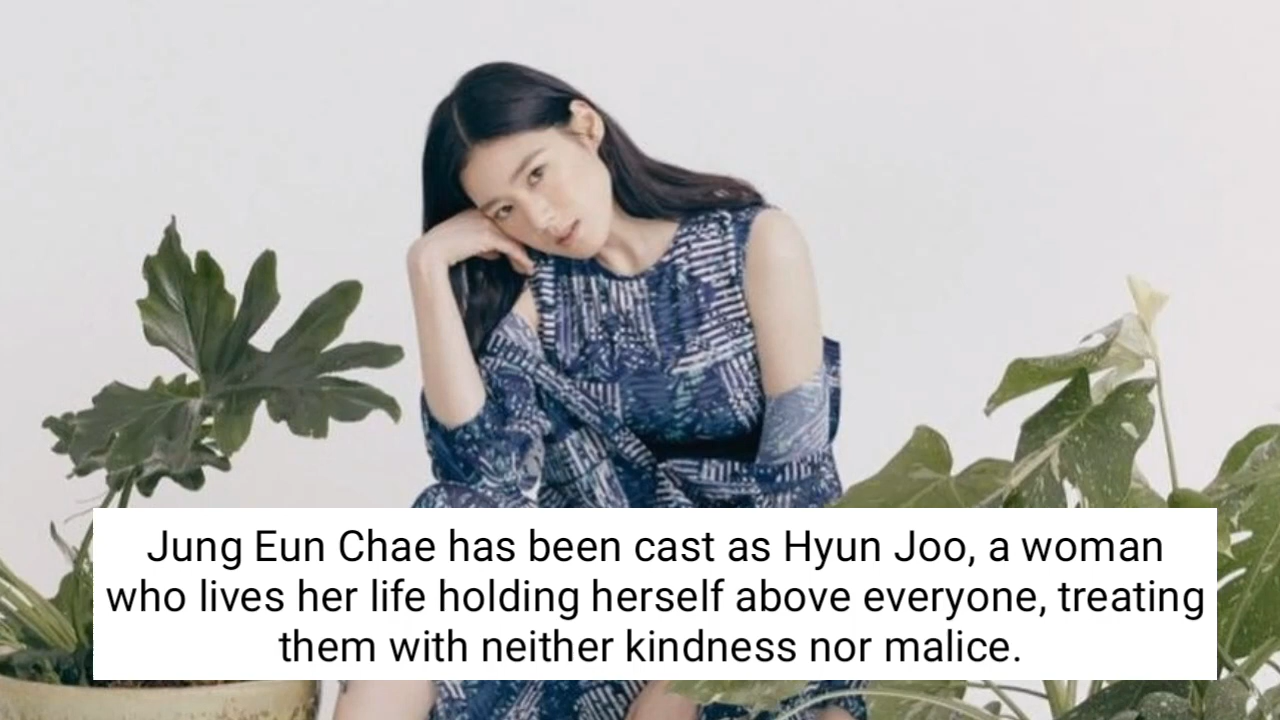 Jung Eun Chae has been cast as Hyun Joo, a woman
who lives her life holding herself above everyone, treating
them with neither kindness nor malice.